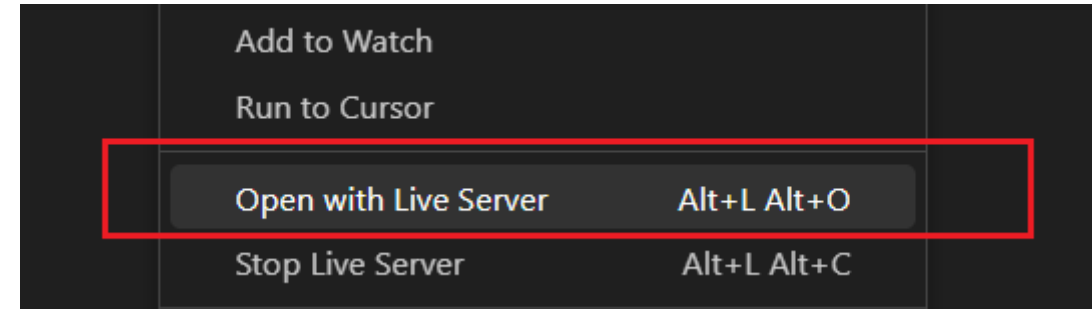 Add to Watch
Run to Cursor
Open with Live Server Alt+L Alt+O
Stop Live Server Alt+L Alt+C